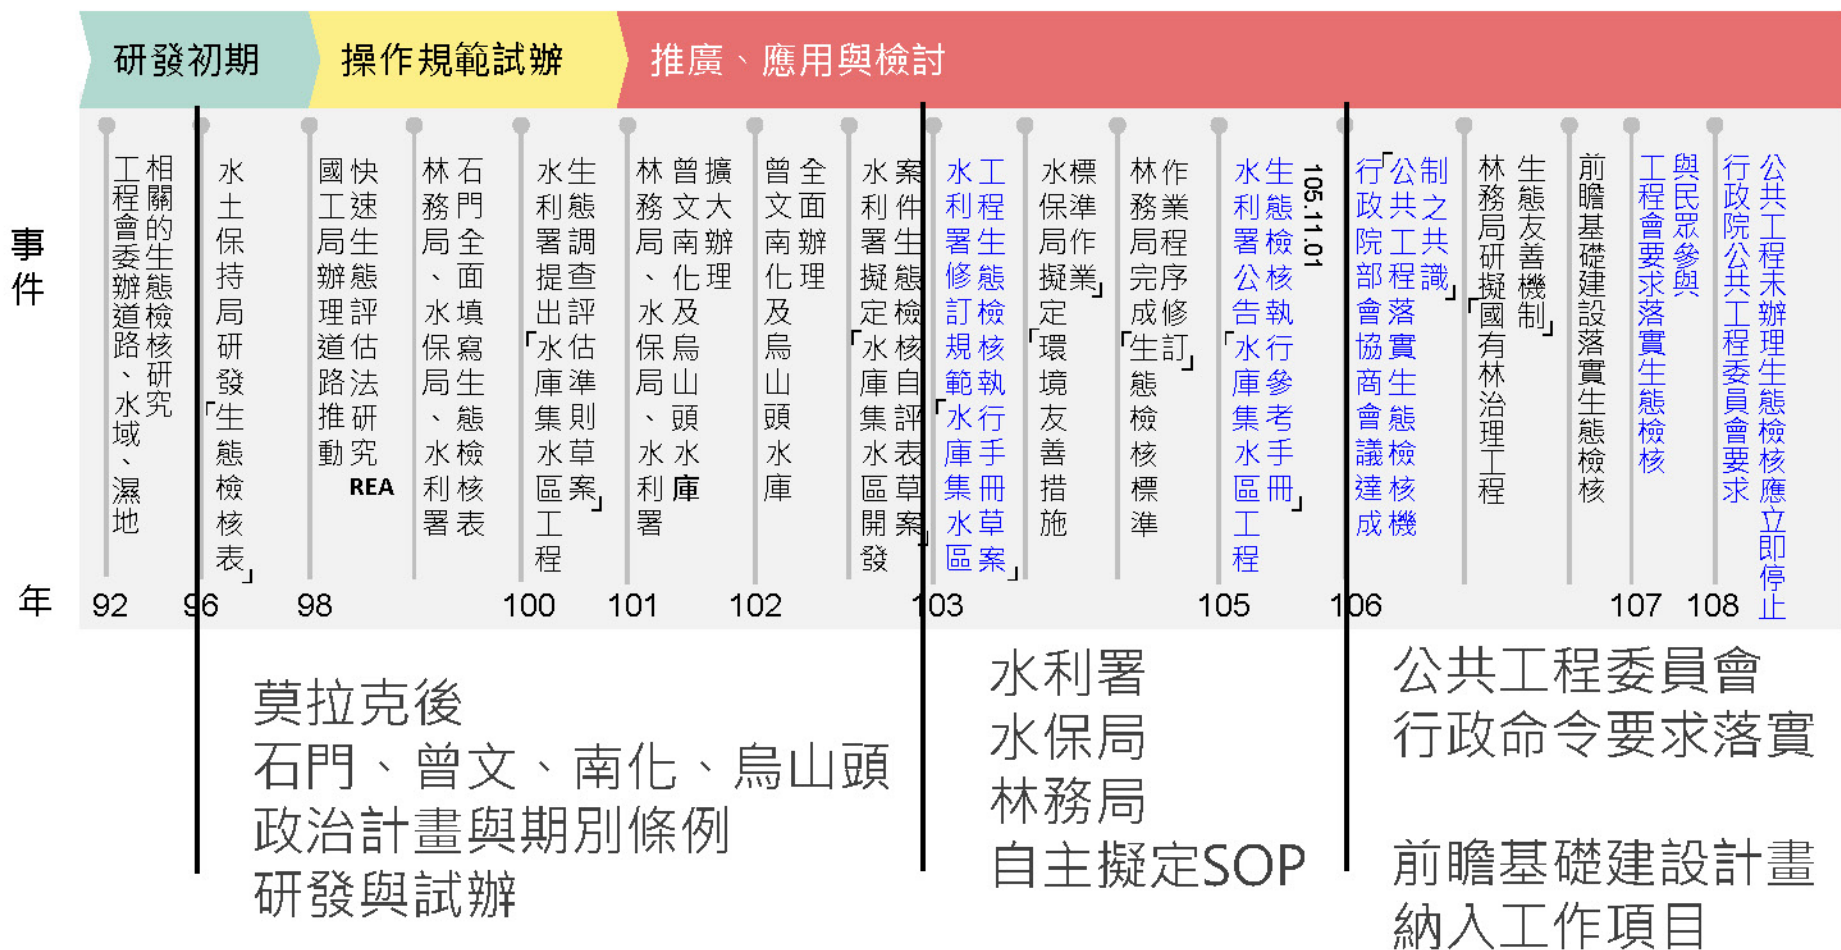 研發初期
操作規範試辦
推廣、應用與檢討
事件
工程會委辦道路、水域、濕地
相關的生態檢核研究
水土保持局研發「生態檢核表」
國工局辦理道路推動
快速生態評估法研究REA
林務局、水保局、水利署
石門全面填寫生態檢核表
水利署提出「水庫集水區工程
生態調查評估準則草案」
林務局、水保局、水利署
曾文南化及烏山頭水庫
擴大辦理
曾文南化及烏山頭水庫
全面辦理
水利署擬定「水庫集水區開發
案件生態檢核自評表草案」
水利署修訂規範「水庫集水區
工程生態檢核執行手冊草案」
水保局擬定「環境友善措施
標準作業」
林務局完成「生態檢核標準
作業程序修訂」
水利署公告「水庫集水區工程
生態檢核執行參考手冊」
105.11.01
行政院部會協商會議達成
「公共工程落實生態檢核機
制之共識」
林務局研擬「國有林治理工程
生態友善機制」
前瞻基礎建設落實生態檢核
工程會要求落實生態檢核
與民眾參與
行政院公共工程委員會要求
公共工程未辦理生態檢核應立即停止
年
92
96
98
100
101
102
103
105
106
107
108
莫拉克後
石門、曾文、南化、烏山頭
政治計畫與期別條例
研發與試辦
水利署
水保局
林務局
自主擬定SOP
公共工程委員會
行政命令要求落實
前瞻基礎建設計畫
納入工作項目